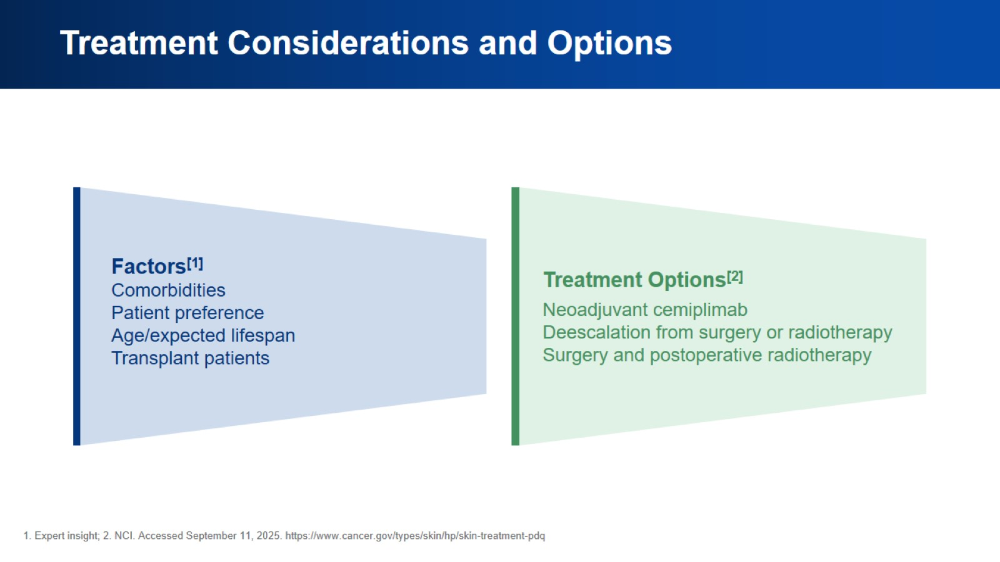 Treatment Considerations and Options
Factors[1]
Comorbidities
Patient preference
Age/expected lifespan
Transplant patients
Treatment Options[2]
Neoadjuvant cemiplimab
Deescalation from surgery or radiotherapy
Surgery and postoperative radiotherapy
1. Expert insight; 2. NCI. Accessed September 11, 2025. https://www.cancer.gov/types/skin/hp/skin-treatment-pdq